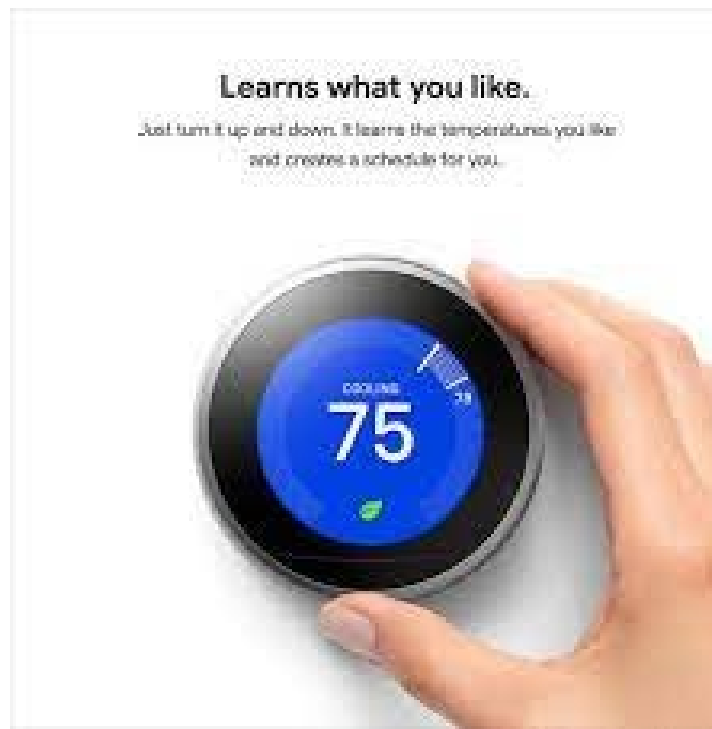 Learns what you like.
Just turn it up and down. It learns the temperatures you like
and creates a schedule for you.
COOLING
75